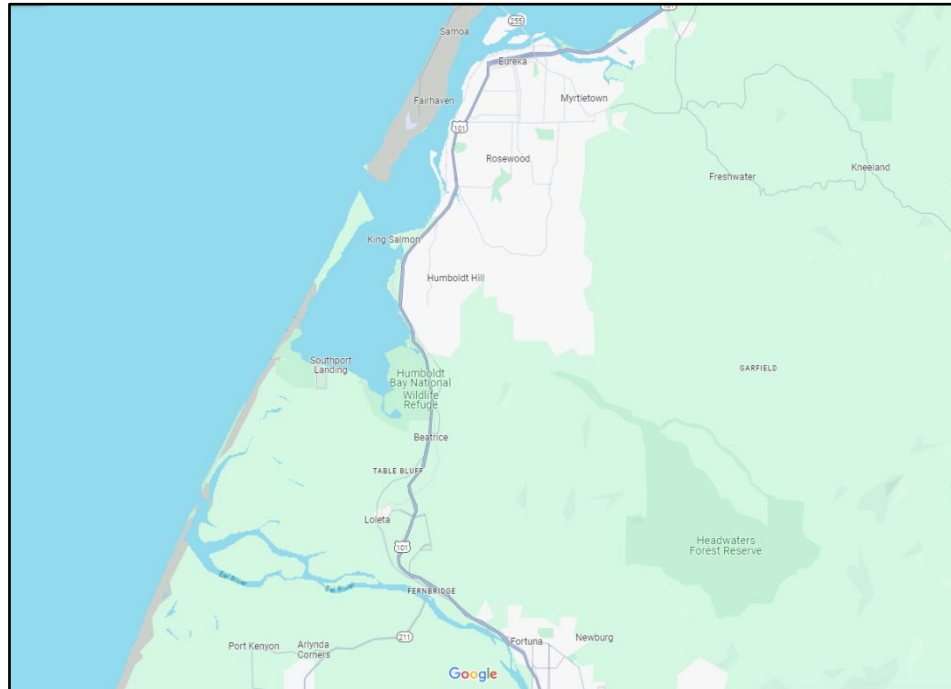 Samoa
255
101
Eureka
Fairhaven
Myrtletown
101
Rosewood
Kneeland
Freshwater
King Salmon
Humboldt Hill
Southport
Landing
Humboldt
Bay National
Wildlife
Refuge
GARFIELD
Beatrice
TABLE BLUFF
Loleta
101
Headwaters
Forest Reserve
Eel River
Eel River
FERNBRIDGE
211
Fortuna
Newburg
Port Kenyon
Arlynda
Corners
Google